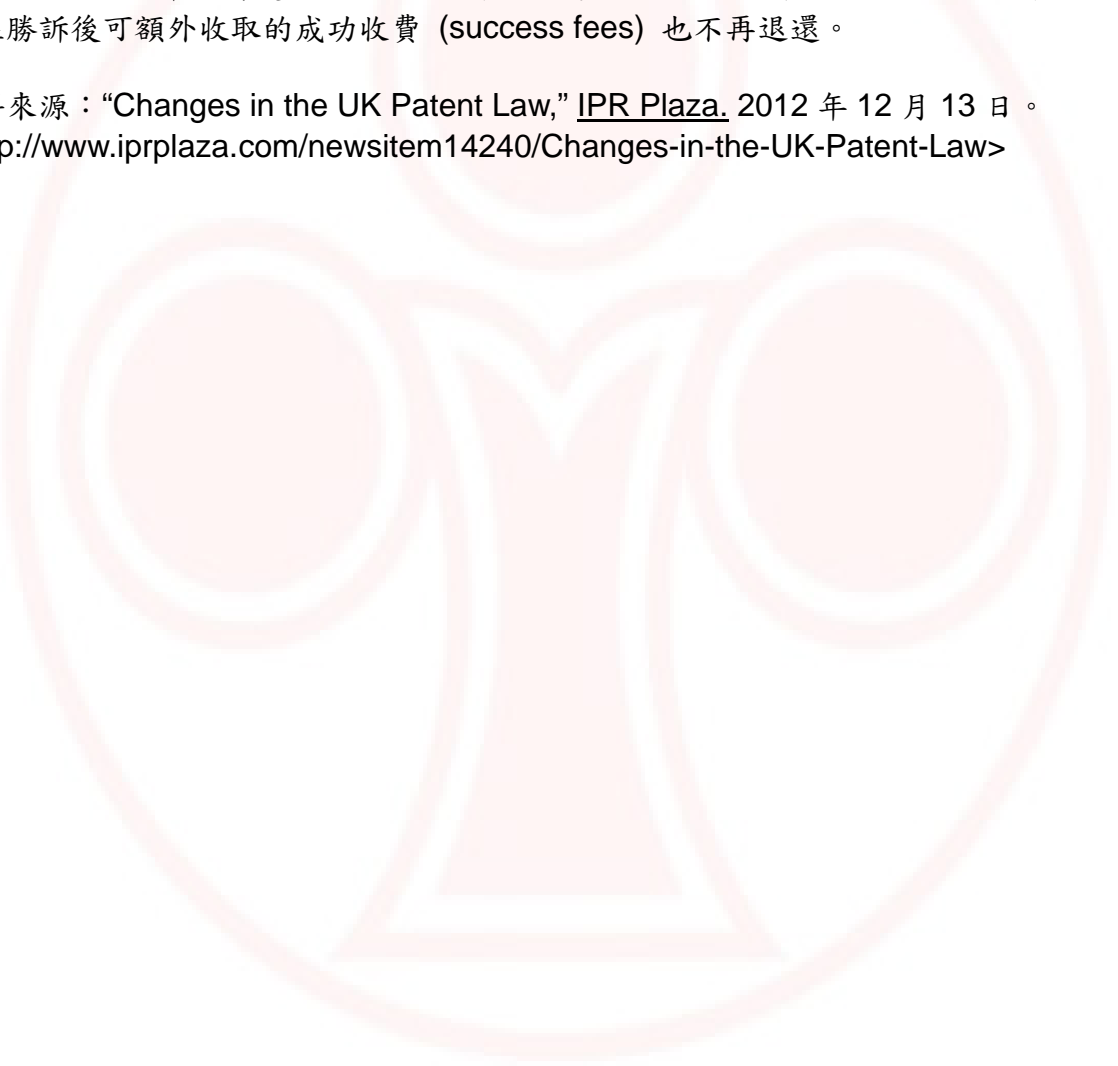 勝訴後可額外收取的成功收費 (success fees) 也不再退還。
來源：“Changes in the UK Patent Law,” IPR Plaza. 2012 年 12 月 13 日。
p://www.iprplaza.com/newsitem14240/Changes-in-the-UK-Patent-Law>